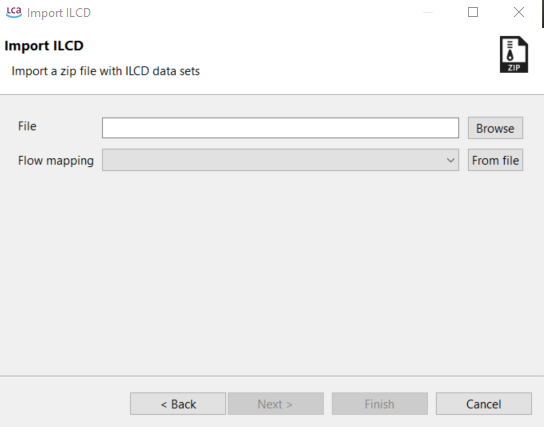 LCA Import ILCD
Import ILCD
Import a zip file with ILCD data sets
ZIP
File
Browse
Flow mapping
From file
< Back
Next >
Finish
Cancel